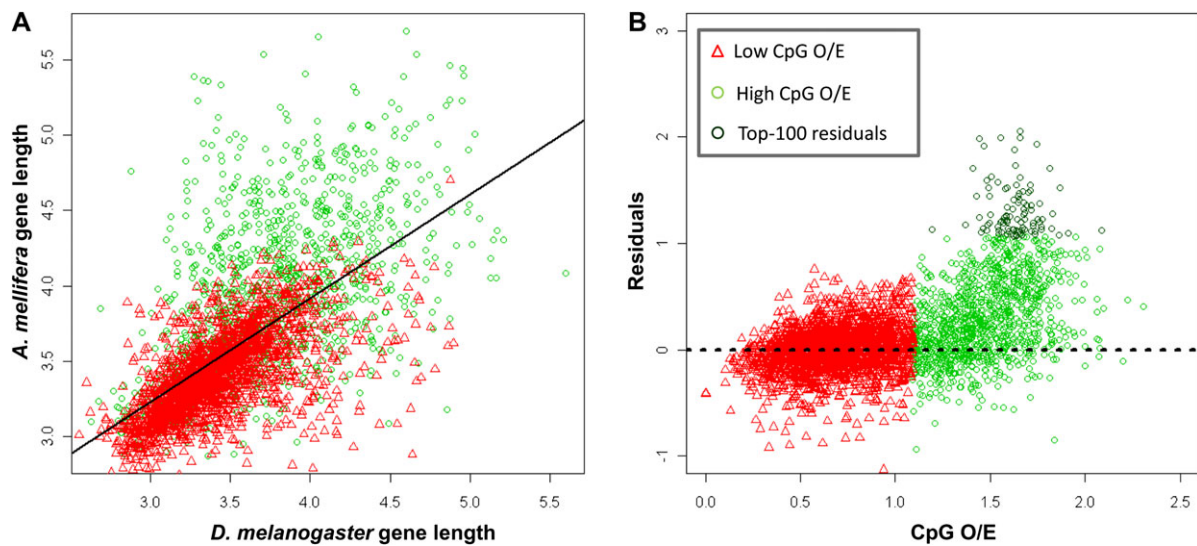 A
5.5
5.0
4.5
4.0
3.5
3.0
A. mellifera gene length
3.0 3.5 4.0 4.5 5.0 5.5
D. melanogaster gene length
B
3
2
1
0
-1
Residuals
Low CpG O/E
High CpG O/E
Top-100 residuals
0.0 0.5 1.0 1.5 2.0 2.5
CpG O/E